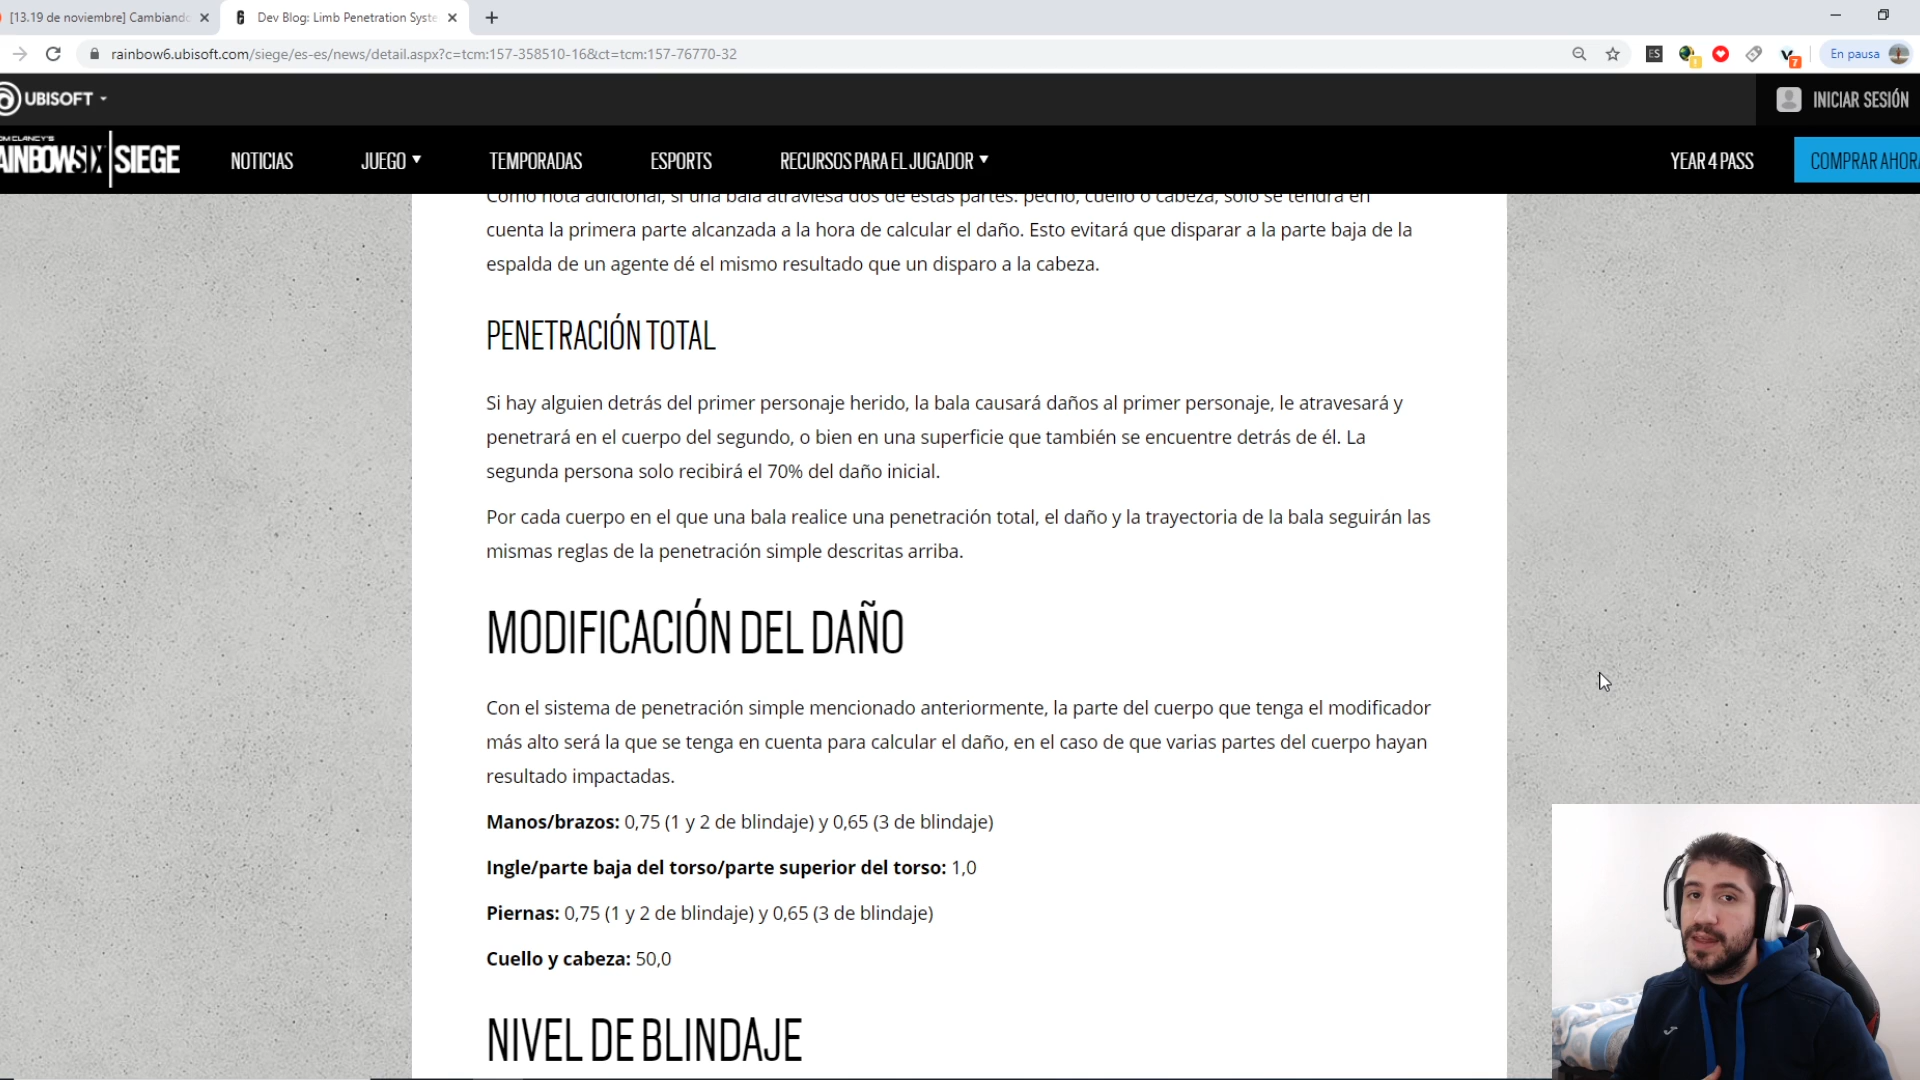 [13.19 de noviembre] Cambiando
Dev Blog: Limb Penetration Syste
rainbow6.ubisoft.com/siege/es-es/news/detail.aspx?c=tcm:157-358510-16&ct=tcm:157-76770-32
ES
7
En pausa
UBISOFT
INICIAR SESIÓN
TOM CLANCY'S
RAINBOW SIX | SIEGE
NOTICIAS
JUEGO
TEMPORADAS
ESPORTS
RECURSOS PARA EL JUGADOR
YEAR 4 PASS
COMPRAR AHORA
Como nota adicional, si una bala atraviesa dos de estas partes: pecho, cuello o cabeza, solo se tendrá en
cuenta la primera parte alcanzada a la hora de calcular el daño. Esto evitará que disparar a la parte baja de la
espalda de un agente dé el mismo resultado que un disparo a la cabeza.
PENETRACIÓN TOTAL
Si hay alguien detrás del primer personaje herido, la bala causará daños al primer personaje, le atravesará y
penetrará en el cuerpo del segundo, o bien en una superficie que también se encuentre detrás de él. La
segunda persona solo recibirá el 70% del daño inicial.
Por cada cuerpo en el que una bala realice una penetración total, el daño y la trayectoria de la bala seguirán las
mismas reglas de la penetración simple descritas arriba.
MODIFICACIÓN DEL DAÑO
Con el sistema de penetración simple mencionado anteriormente, la parte del cuerpo que tenga el modificador
más alto será la que se tenga en cuenta para calcular el daño, en el caso de que varias partes del cuerpo hayan
resultado impactadas.
Manos/brazos: 0,75 (1 y 2 de blindaje) y 0,65 (3 de blindaje)
Ingle/parte baja del torso/parte superior del torso: 1,0
Piernas: 0,75 (1 y 2 de blindaje) y 0,65 (3 de blindaje)
Cuello y cabeza: 50,0
NIVEL DE BLINDAJE